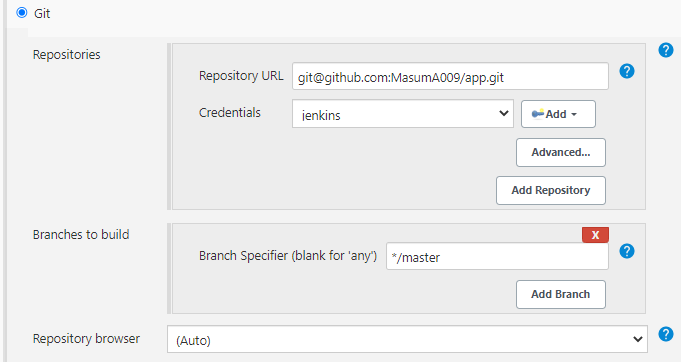 Git
Repositories
?
Repository URL git@github.com:MasumA009/app.git ?
Credentials jenkins Add
Advanced...
Add Repository
Branches to build
X
Branch Specifier (blank for 'any') */master ?
Add Branch
Repository browser (Auto) ?